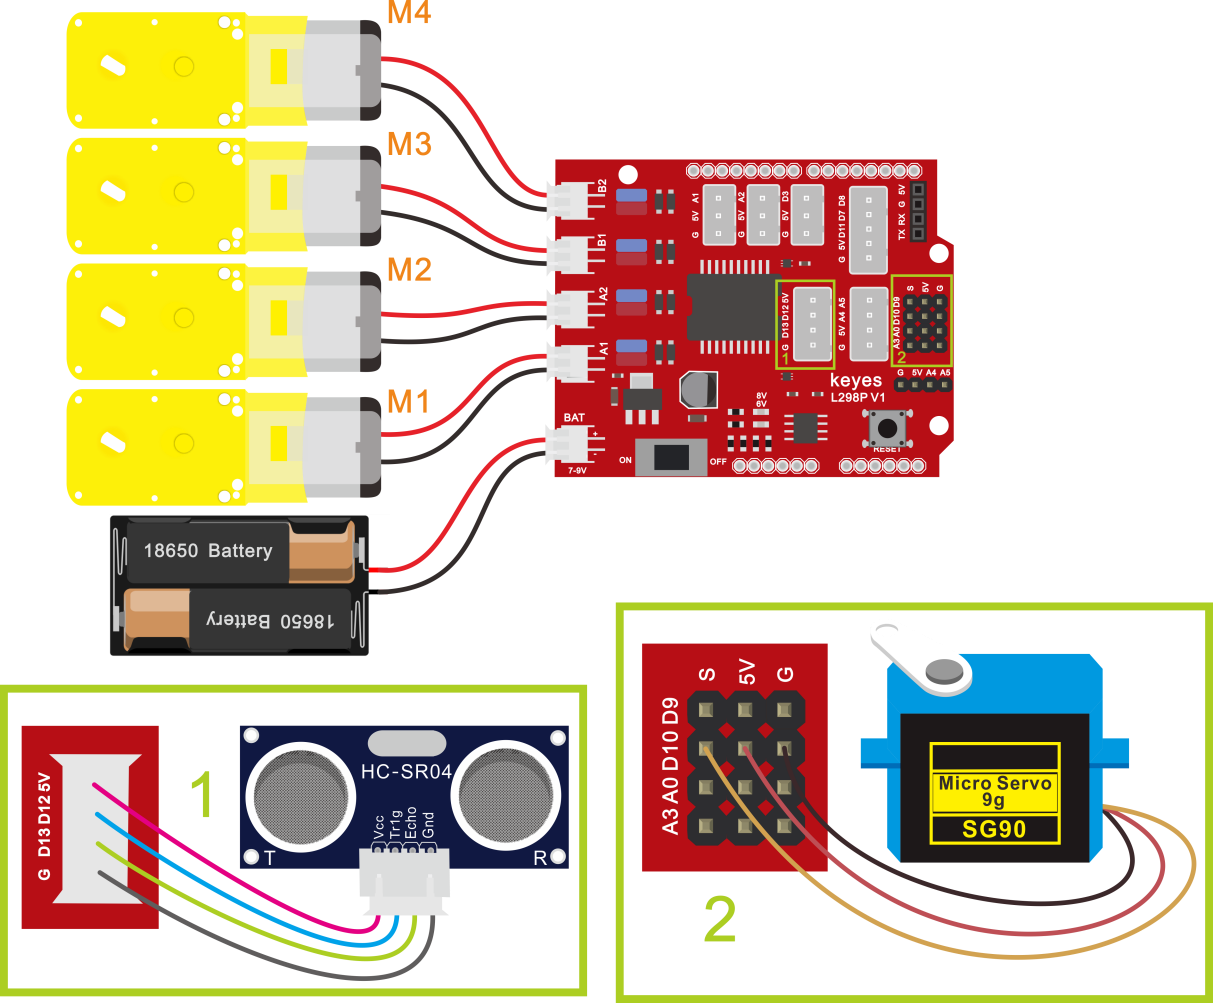 M4
M3
M2
M1
B2
B1
A2
A1
BAT
+
-
7-9V
ON
OFF
G 5V A1
G 5V A2
G 5V D3
G 5V D11 D7 D8
5V
G
RX
TX
G D13 D12 5V
1
G 5V A4 A5
S 5V G
A3 A0 D10 D9
2
G 5V A4 A5
keyes
L298P V1
8V
6V
RESET
18650 Battery
18650 Battery
G D13 D12 5V
1
HC-SR04
Vcc
Tr1g
Echo
Gnd
T
R
S 5V G
A3 A0 D10 D9
2
Micro Servo
9g
SG90